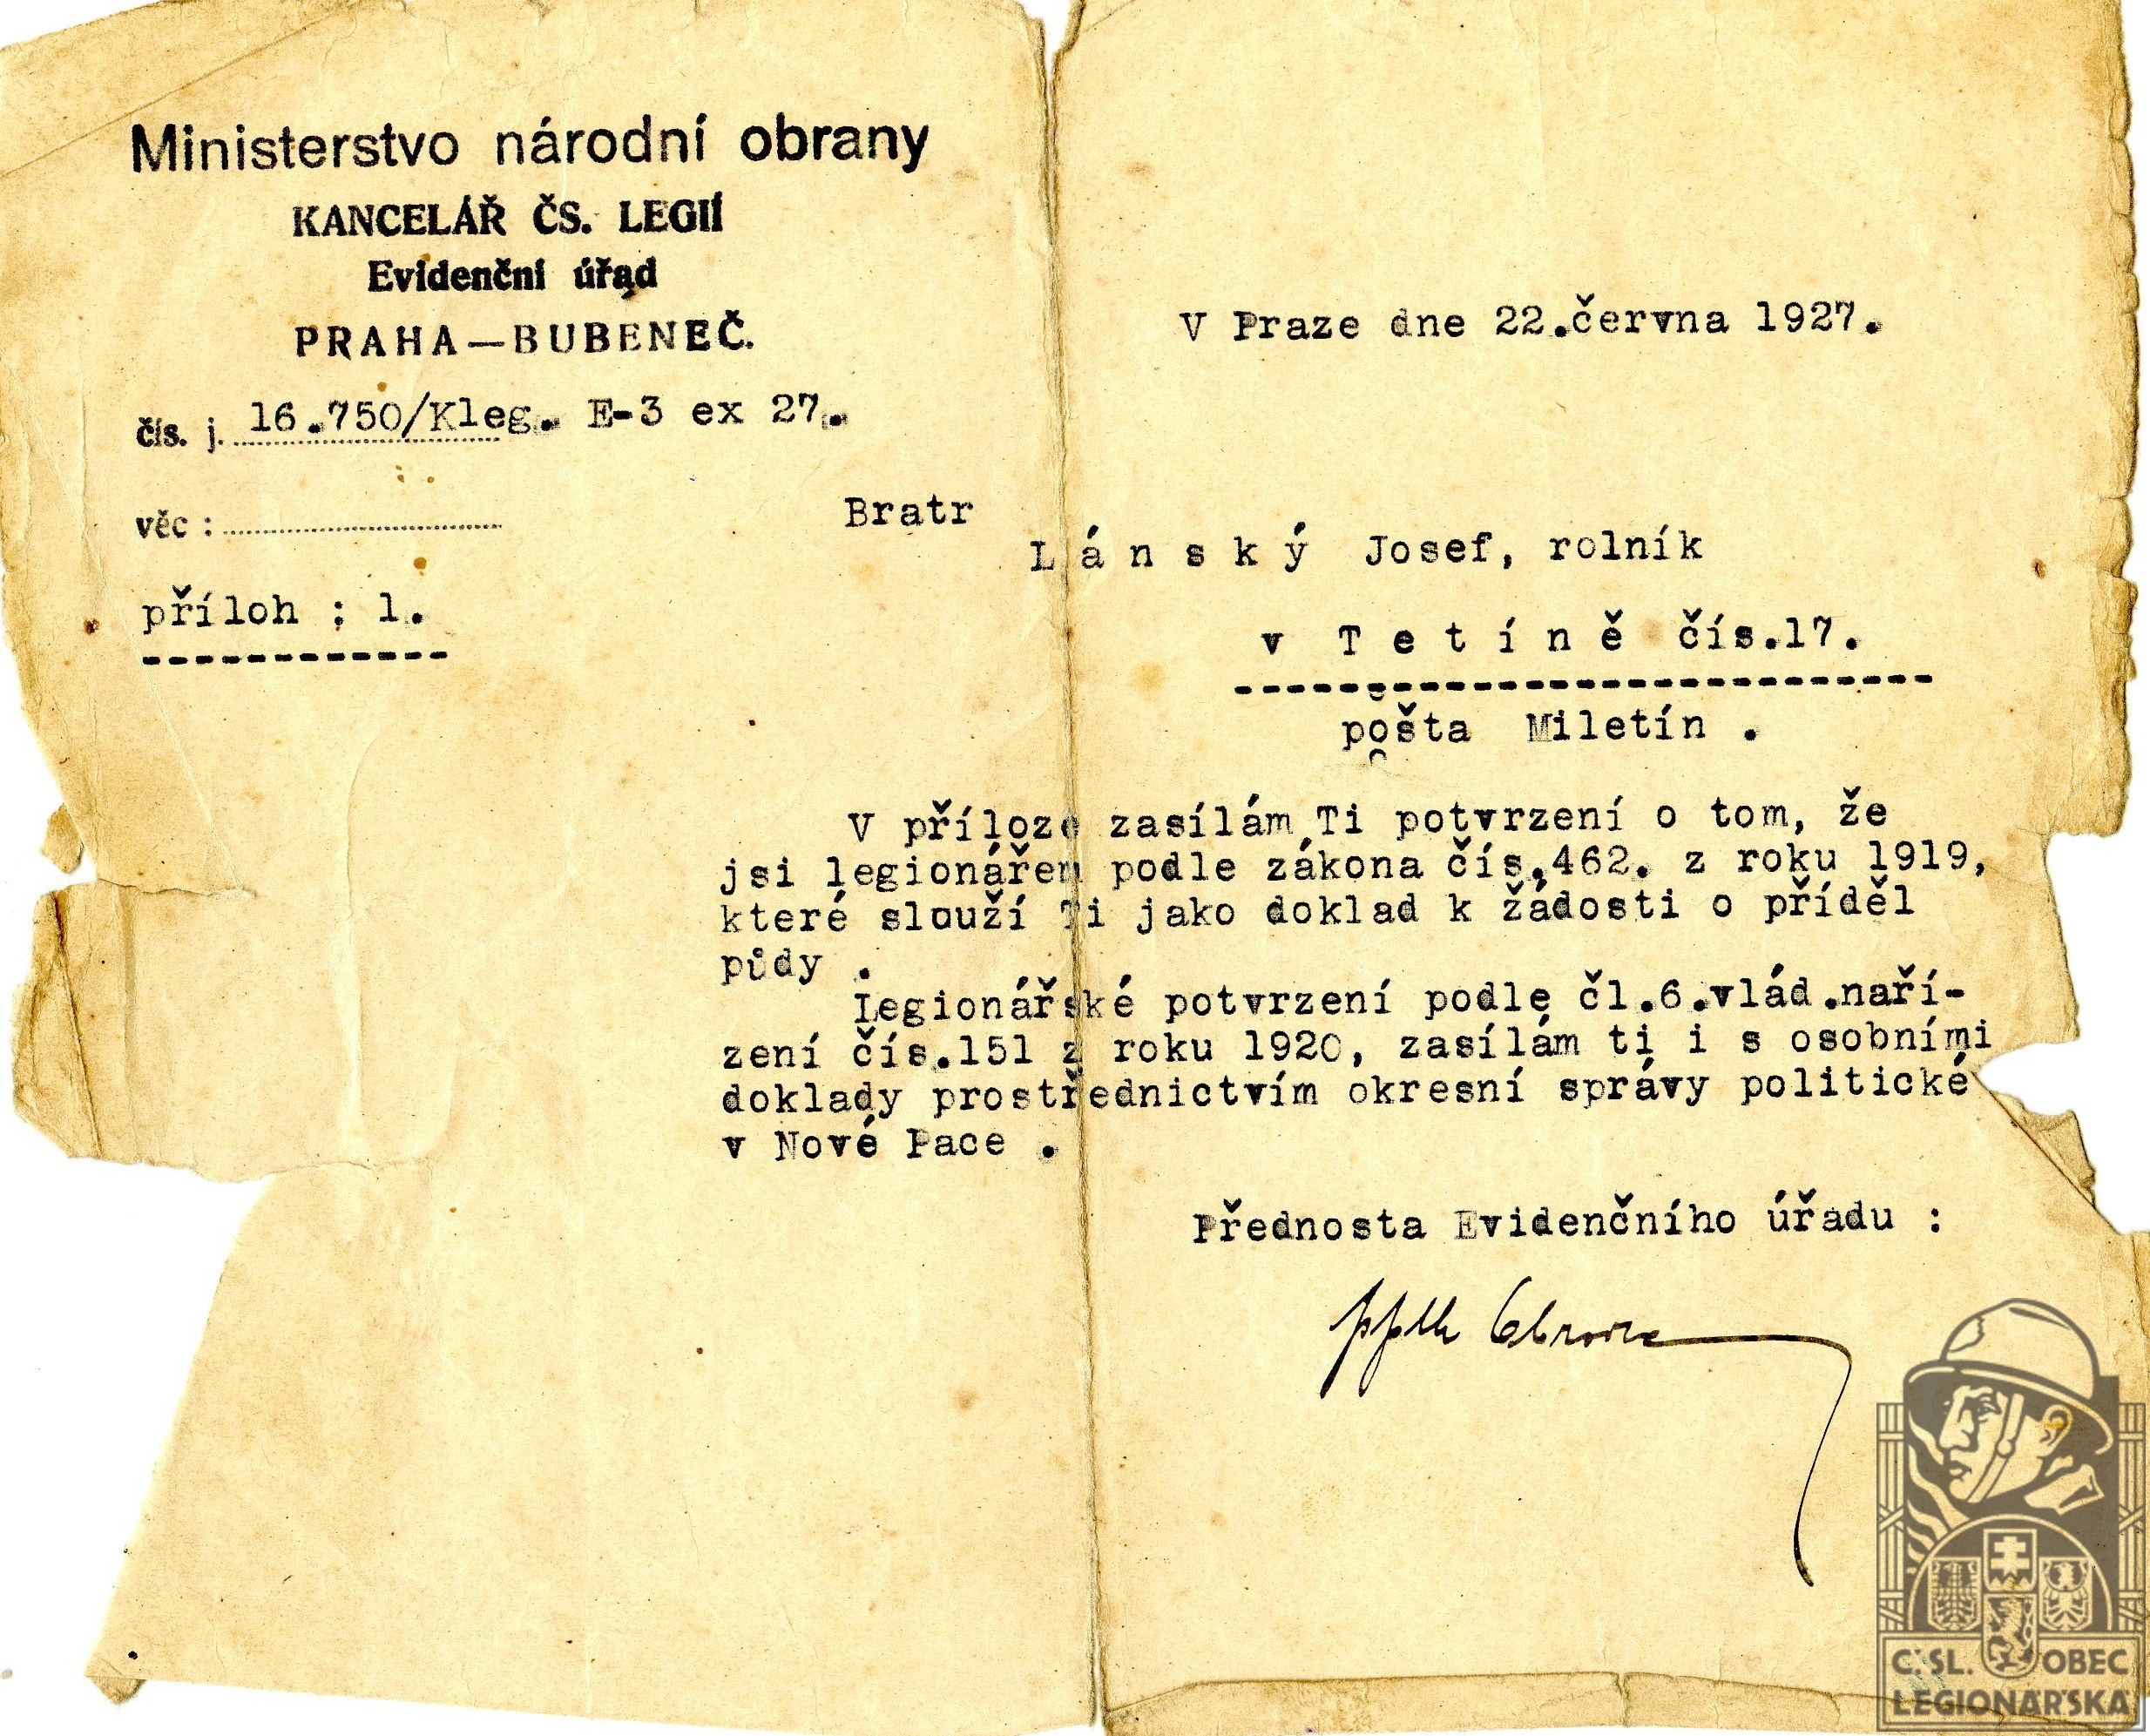 Ministerstvo národní obrany
KANCELÁŘ ČS. LEGIÍ
Evidenční úřad
PRAHA—BUBENEČ.
V Praze dne 22.června 1927.
čís. j. 16.750/Kleg. E-3 ex 27.
věc :
Bratr
Lánský Josef, rolník
příloh : 1.
v Tetíně čís.17.
pošta Miletín .
V příloze zasílám Ti potvrzení o tom, že
jsi legionářem podle zákona čís.462. z roku 1919,
které slouží Ti jako doklad k žádosti o příděl
půdy .
Legionářské potvrzení podle čl.6.vlád.naří-
zení čís.151 z roku 1920, zasílám ti i s osobními
doklady prostřednictvím okresní správy politické
v Nové Pace .
Přednosta Evidenčního úřadu :
Č.SL. OBEC
LEGIONÁŘSKÁ